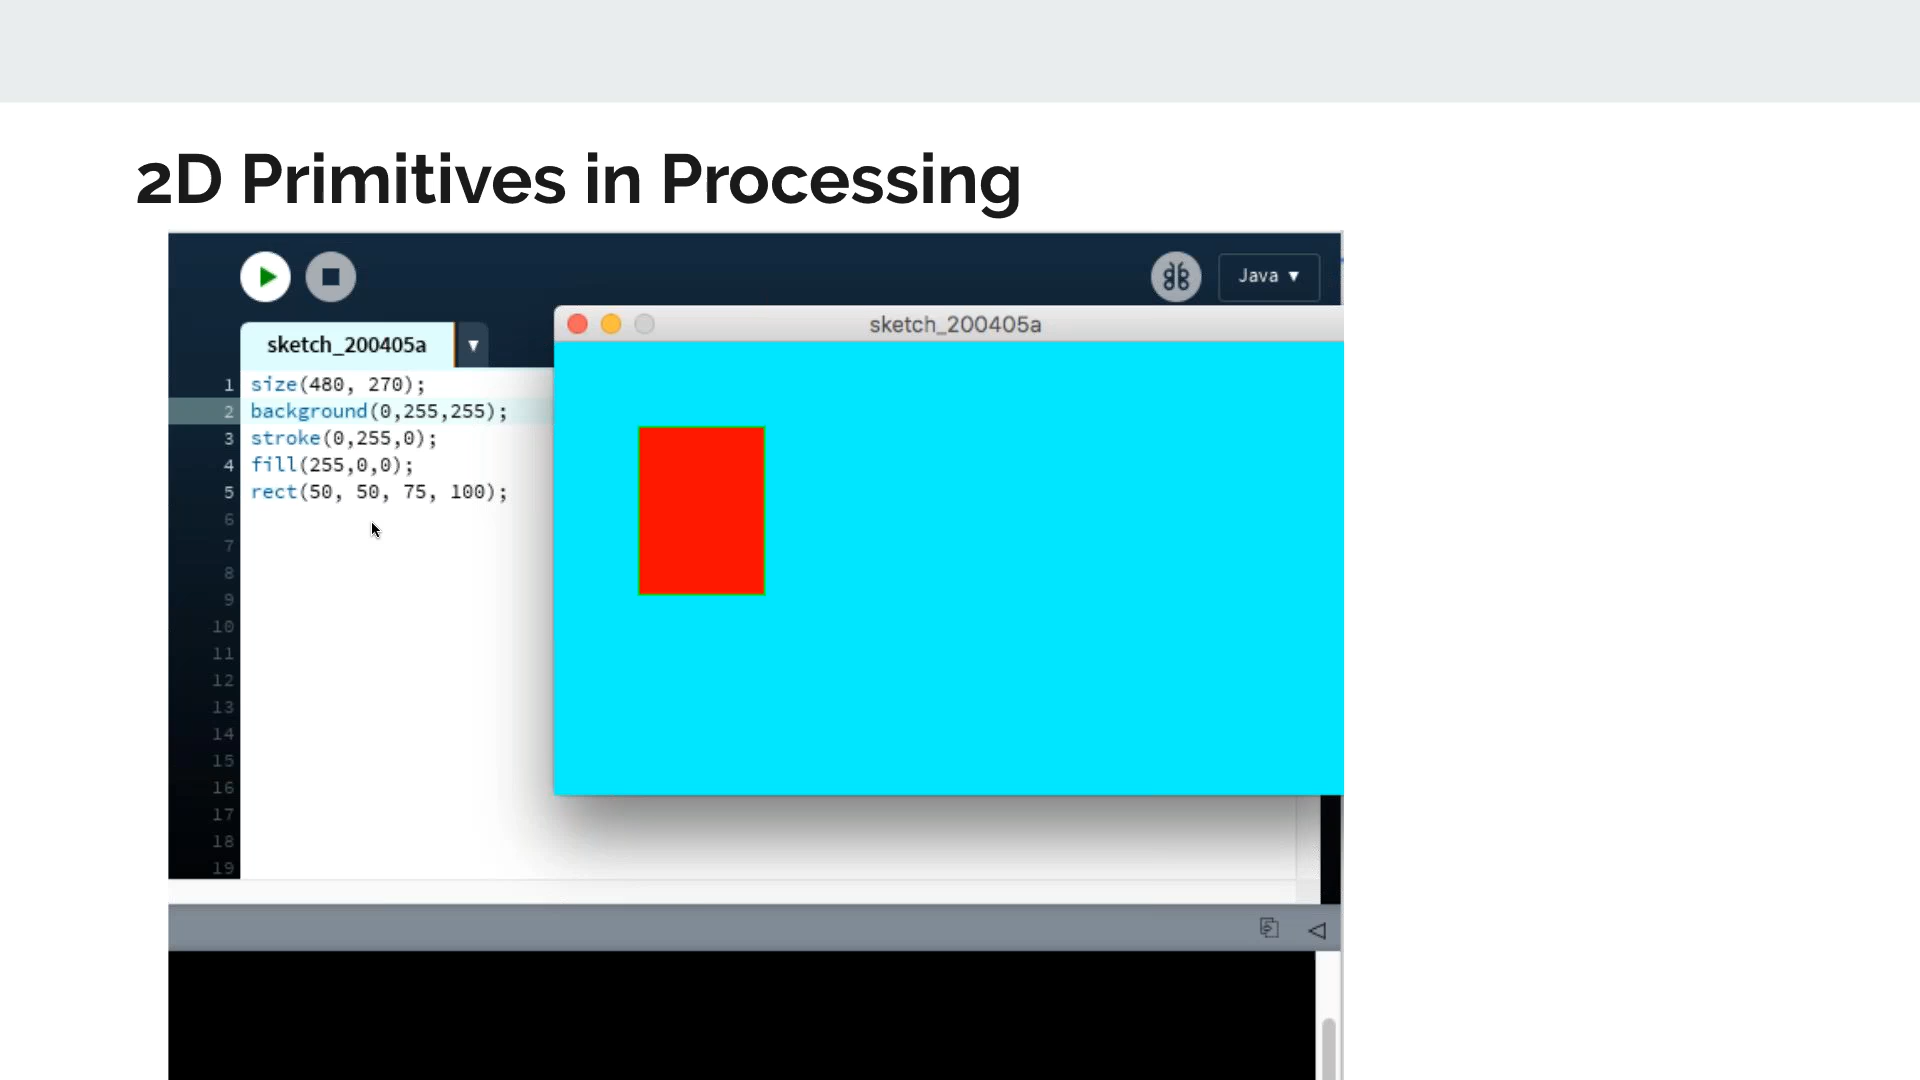 2D Primitives in Processing
Java ▼
sketch_200405a
sketch_200405a ▼
1 size(480, 270);
2 background(0,255,255);
3 stroke(0,255,0);
4 fill(255,0,0);
5 rect(50, 50, 75, 100);
6
7
8
9
10
11
12
13
14
15
16
17
18
19